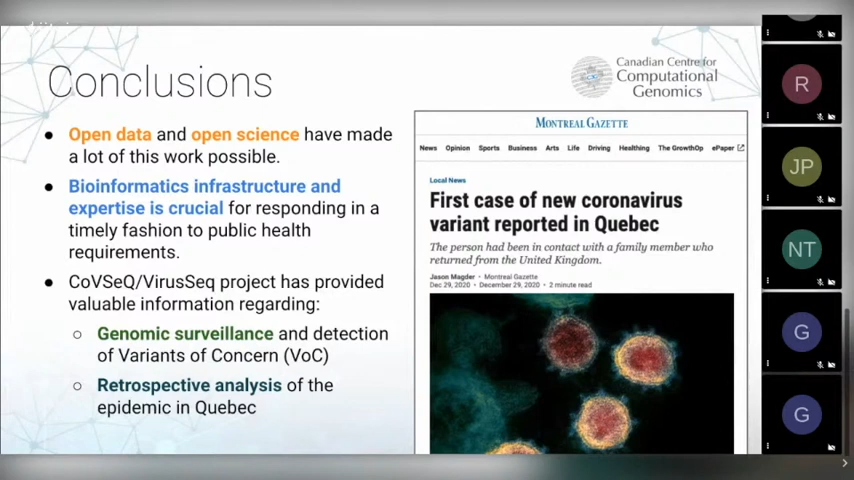 Conclusions
Canadian Centre for
Computational
Genomics
● Open data and open science have made
a lot of this work possible.
● Bioinformatics infrastructure and
expertise is crucial for responding in a
timely fashion to public health
requirements.
● CoVSeQ/VirusSeq project has provided
valuable information regarding:
○ Genomic surveillance and detection
of Variants of Concern (VoC)
○ Retrospective analysis of the
epidemic in Quebec
MONTREAL GAZETTE
News Opinion Sports Business Arts Life Driving Healthing The GrowthOp ePaper
Local News
First case of new coronavirus
variant reported in Quebec
The person had been in contact with a family member who
returned from the United Kingdom.
Jason Magder • Montreal Gazette
Dec 29, 2020 • December 29, 2020 • 2 minute read
R
JP
NT
G
G